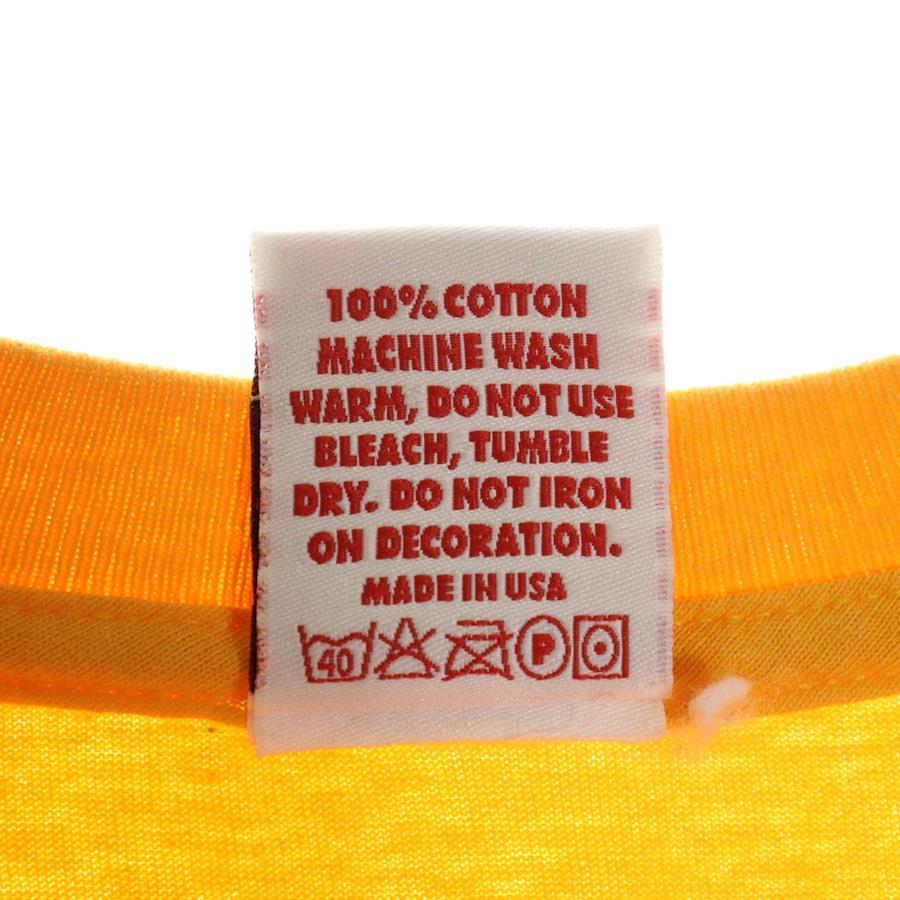 100% COTTON
MACHINE WASH
WARM, DO NOT USE
BLEACH, TUMBLE
DRY. DO NOT IRON
ON DECORATION.
MADE IN USA
40 P